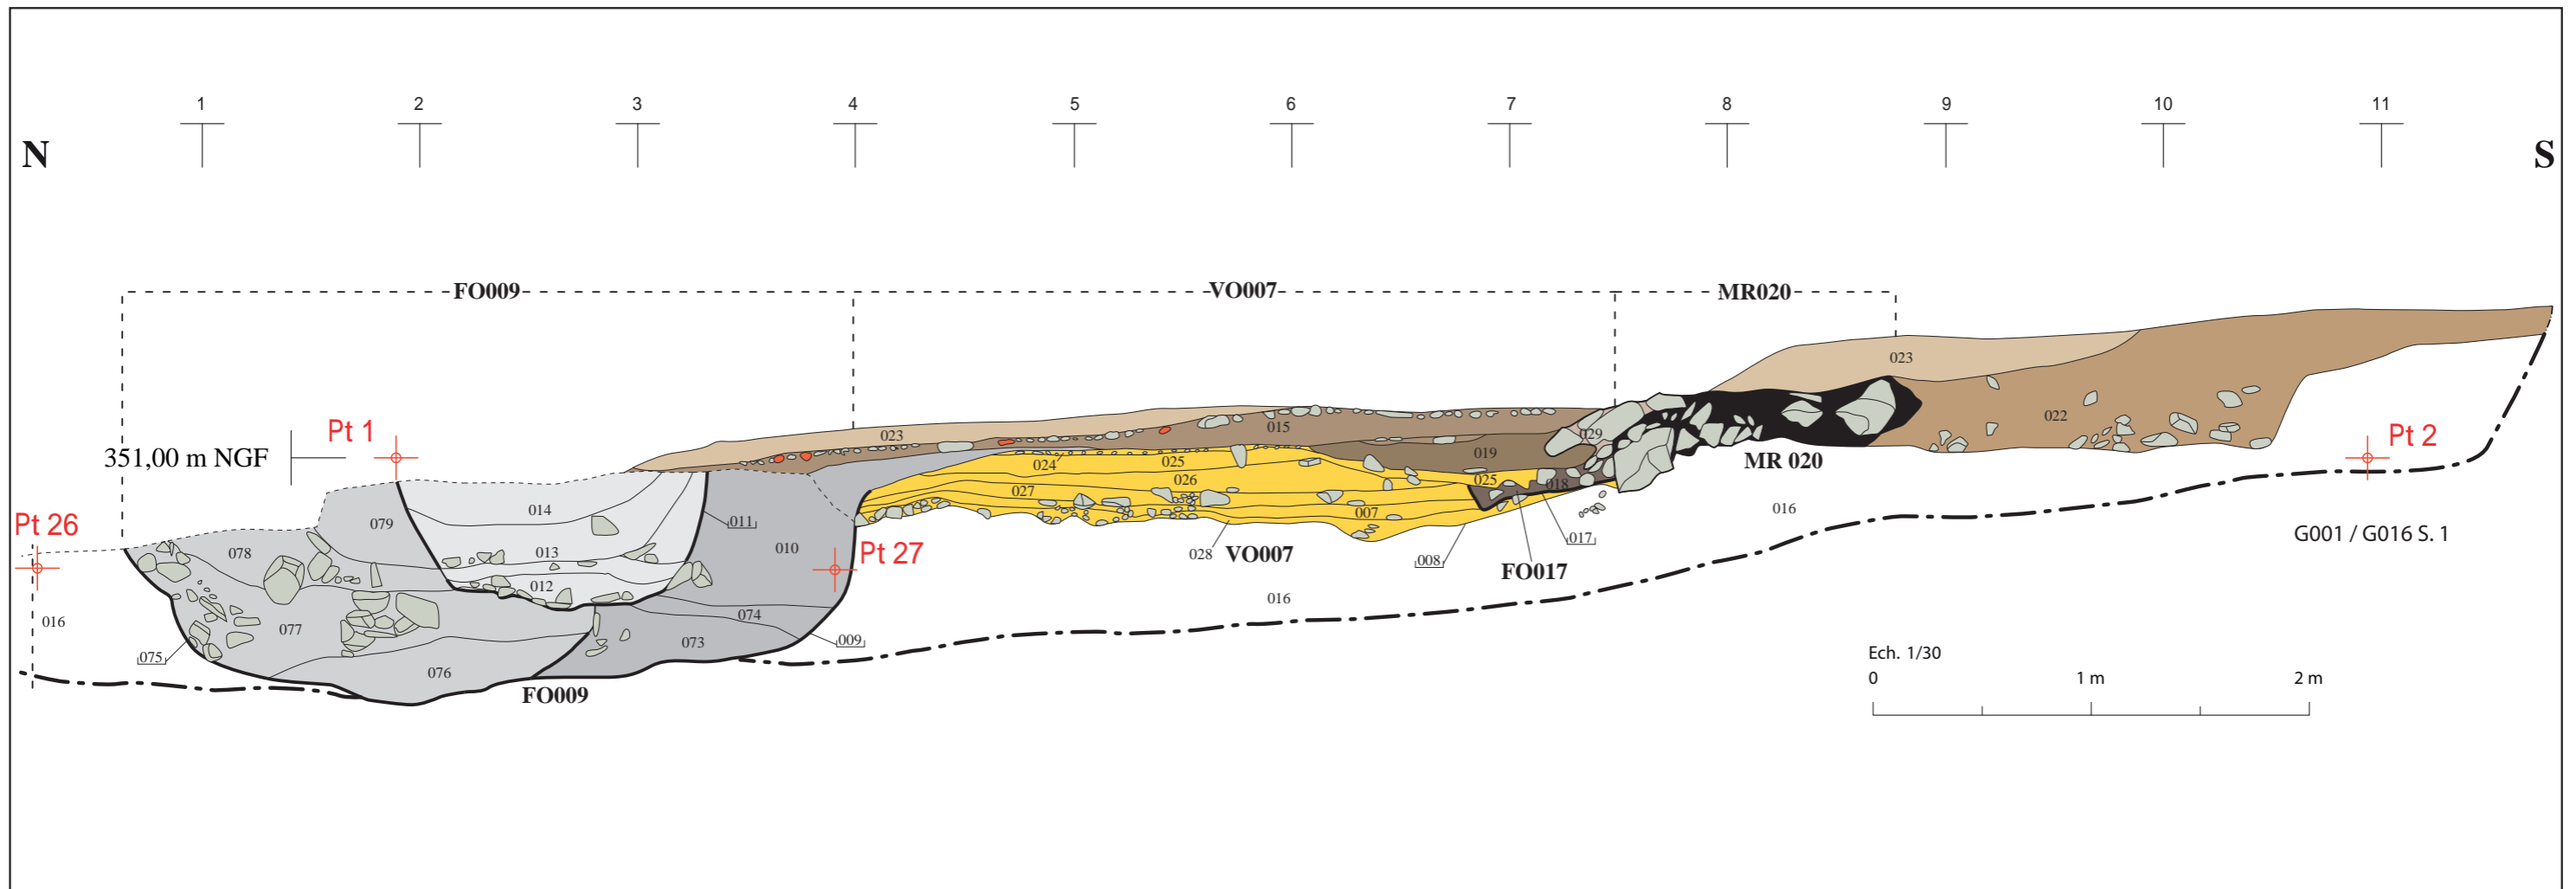 1 2 3 4 5 6 7 8 9 10 11
N S
FO009 VO007 MR020
023
Pt 1
351,00 m NGF
023 015 029 022
024 025 019 MR 020 Pt 2
026 025 018
027
014 079 011 007 016
Pt 26 013 010 Pt 27 028 VO007 008 017 G001 / G016 S. 1
078 012 FO017
016 077 074 016
075 073 009
076 FO009
Ech. 1/30
0 1 m 2 m